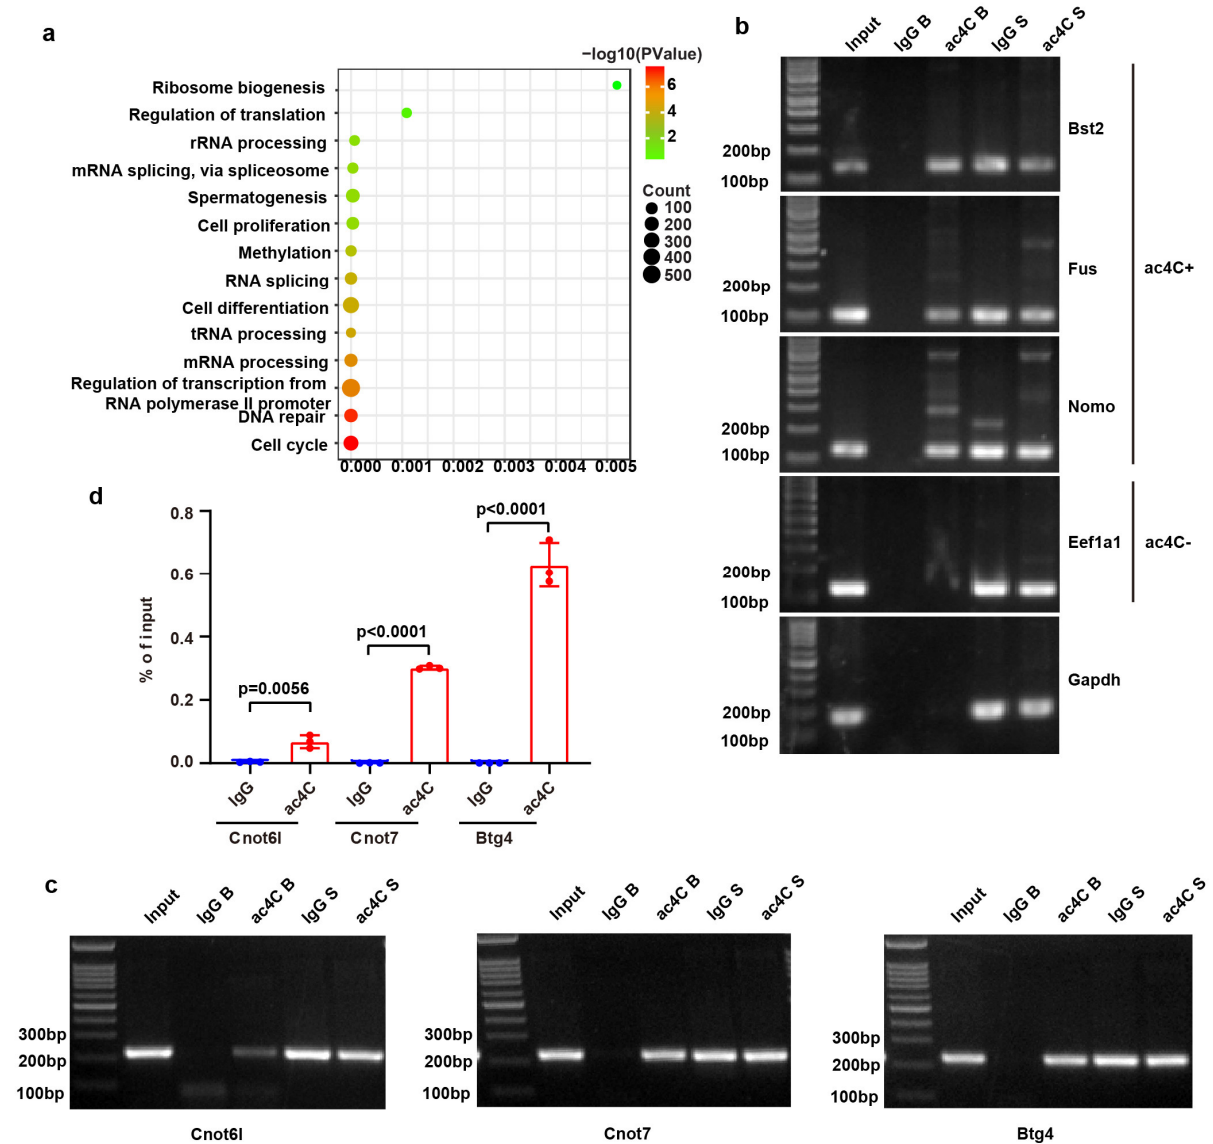 a
−log10(PValue)
6
4
2
Count
100
200
300
400
500
Ribosome biogenesis
Regulation of translation
rRNA processing
mRNA splicing, via spliceosome
Spermatogenesis
Cell proliferation
Methylation
RNA splicing
Cell differentiation
tRNA processing
mRNA processing
Regulation of transcription from
RNA polymerase II promoter
DNA repair
Cell cycle
0.000 0.001 0.002 0.003 0.004 0.005
b
Input IgG B ac4C B IgG S ac4C S
200bp
100bp
Bst2
200bp
100bp
Fus
ac4C+
200bp
100bp
Nomo
200bp
100bp
Eef1a1
ac4C-
200bp
100bp
Gapdh
d
% of input
0.8
0.6
0.4
0.2
0.0
p=0.0056
p<0.0001
p<0.0001
IgG ac4C IgG ac4C IgG ac4C
Cnot6l Cnot7 Btg4
c
Input IgG B ac4C B IgG S ac4C S
300bp
200bp
100bp
Cnot6l
Input IgG B ac4C B IgG S ac4C S
300bp
200bp
100bp
Cnot7
Input IgG B ac4C B IgG S ac4C S
300bp
200bp
100bp
Btg4